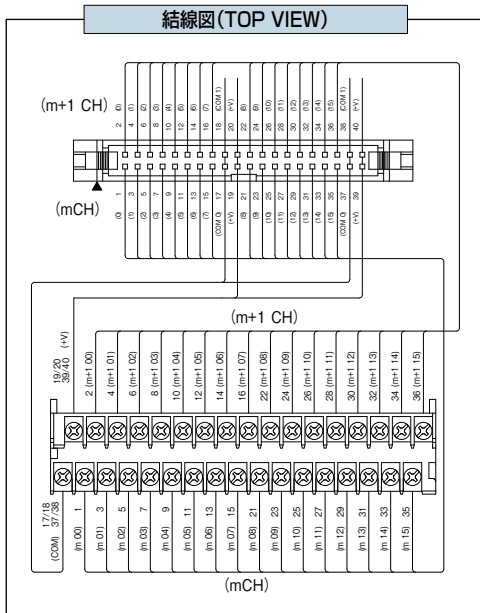 結線図(TOP VIEW)
(m+1 CH)
(0) (1) (2) (3) (4) (5) (6) (7) (COM 1) (+V) (8) (9) (10) (11) (12) (13) (14) (15) (COM 1) (+V)
2 4 6 8 10 12 14 16 18 20 22 24 26 28 30 32 34 36 38 40
(mCH)
1 3 5 7 9 11 13 15 17 19 21 23 25 27 29 31 33 35 37 39
(0) (1) (2) (3) (4) (5) (6) (7) (COM 0) (+V) (8) (9) (10) (11) (12) (13) (14) (15) (COM 0) (+V)
(m+1 CH)
19/20
39/40 (+V)
2 (m+1 00)
4 (m+1 01)
6 (m+1 02)
8 (m+1 03)
10 (m+1 04)
12 (m+1 05)
14 (m+1 06)
16 (m+1 07)
22 (m+1 08)
24 (m+1 09)
26 (m+1 10)
28 (m+1 11)
30 (m+1 12)
32 (m+1 13)
34 (m+1 14)
36 (m+1 15)
(COM) 17/18
37/38
(m 00) 1
(m 01) 3
(m 02) 5
(m 03) 7
(m 04) 9
(m 05) 11
(m 06) 13
(m 07) 15
(m 08) 21
(m 09) 23
(m 10) 25
(m 11) 27
(m 12) 29
(m 13) 31
(m 14) 33
(m 15) 35
(mCH)